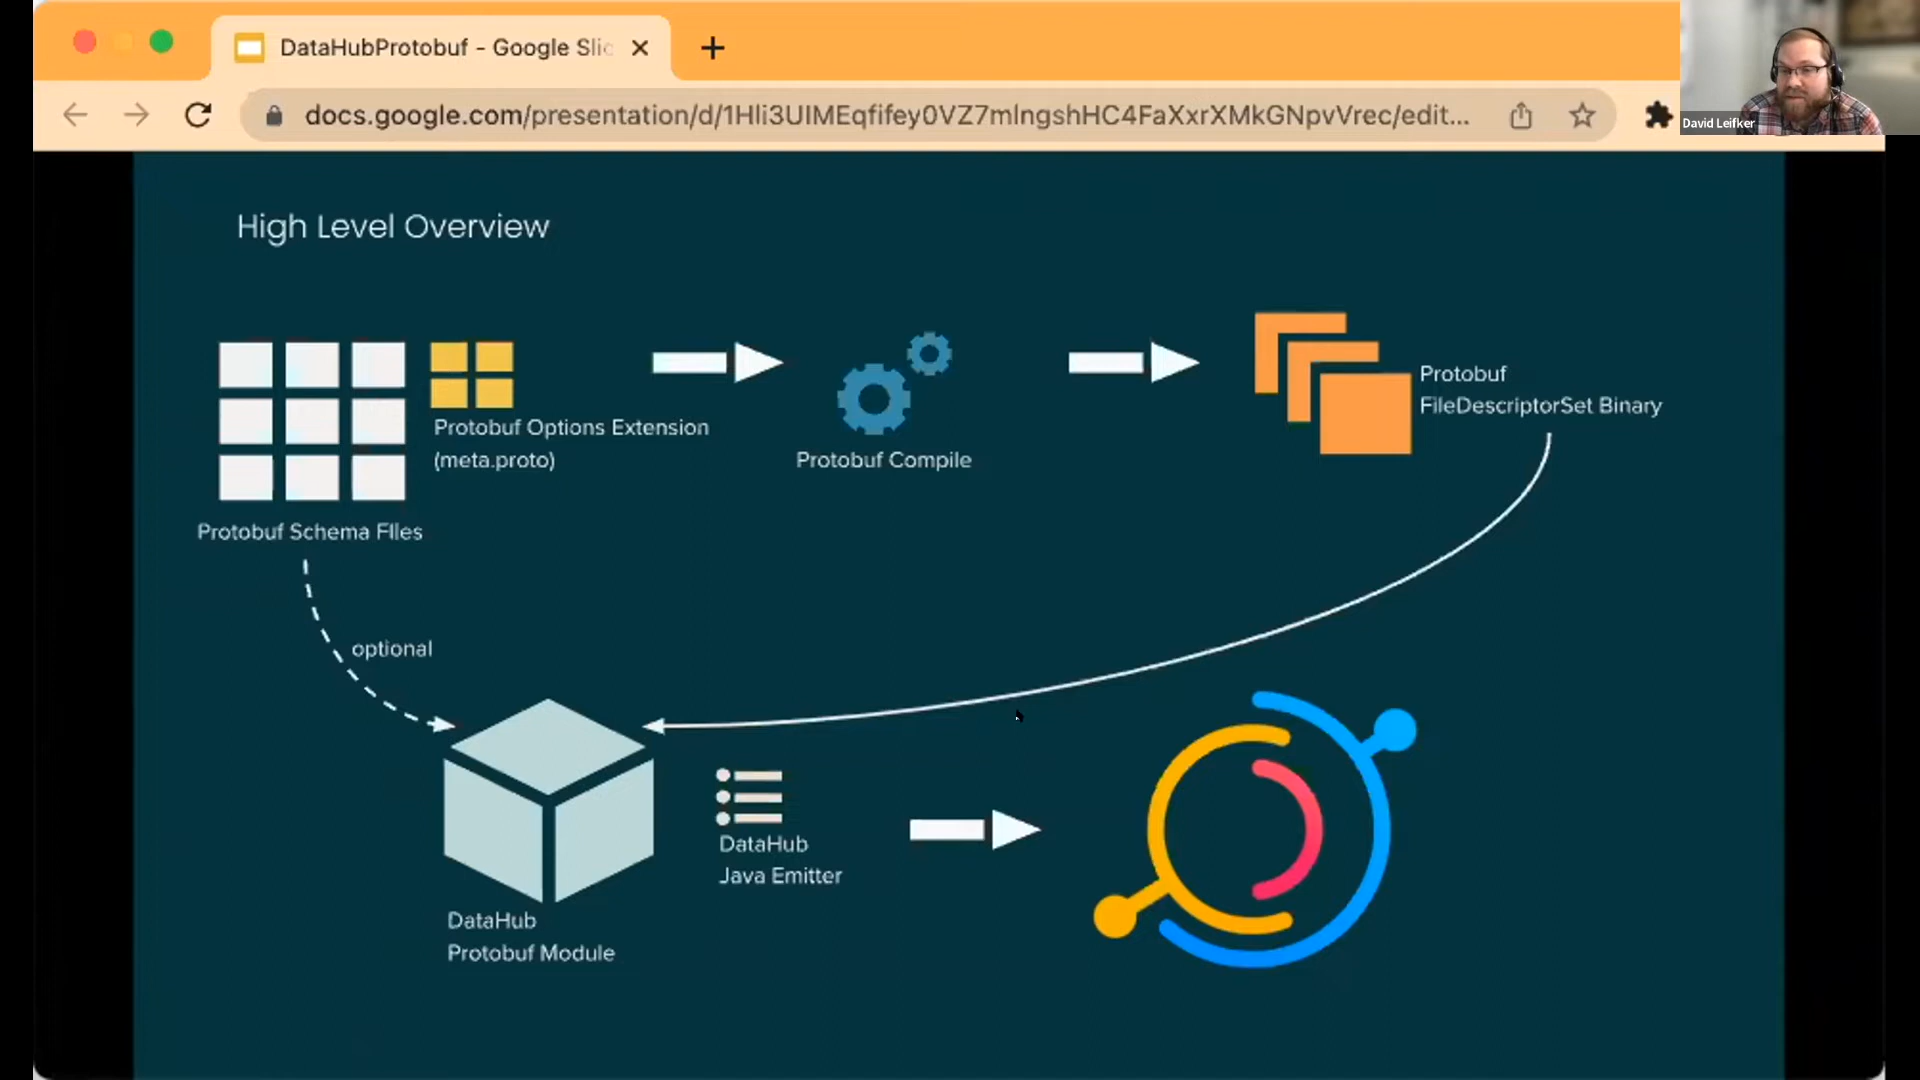 DataHubProtobuf - Google Slic
docs.google.com/presentation/d/1Hli3UIMEqfifey0VZ7mlngshHC4FaXxrXMkGNpvVrec/edit...
David Leifker
High Level Overview
Protobuf Options Extension
(meta.proto)
Protobuf Schema FIles
Protobuf Compile
Protobuf
FileDescriptorSet Binary
optional
DataHub
Protobuf Module
DataHub
Java Emitter